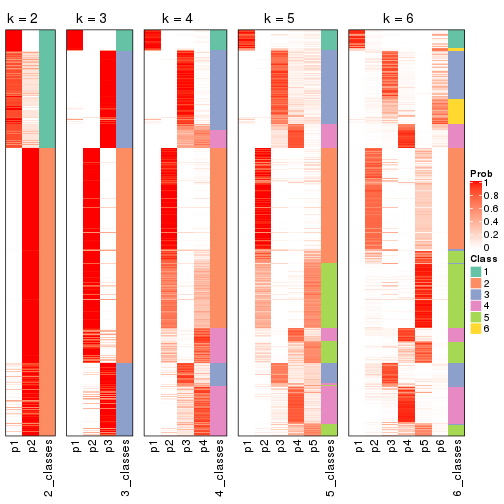 k = 2
k = 3
k = 4
k = 5
k = 6
Prob
1
0.8
0.6
0.4
0.2
0
Class
1
2
3
4
5
6
p1
p2
2_classes
p1
p2
p3
3_classes
p1
p2
p3
p4
4_classes
p1
p2
p3
p4
p5
5_classes
p1
p2
p3
p4
p5
p6
6_classes